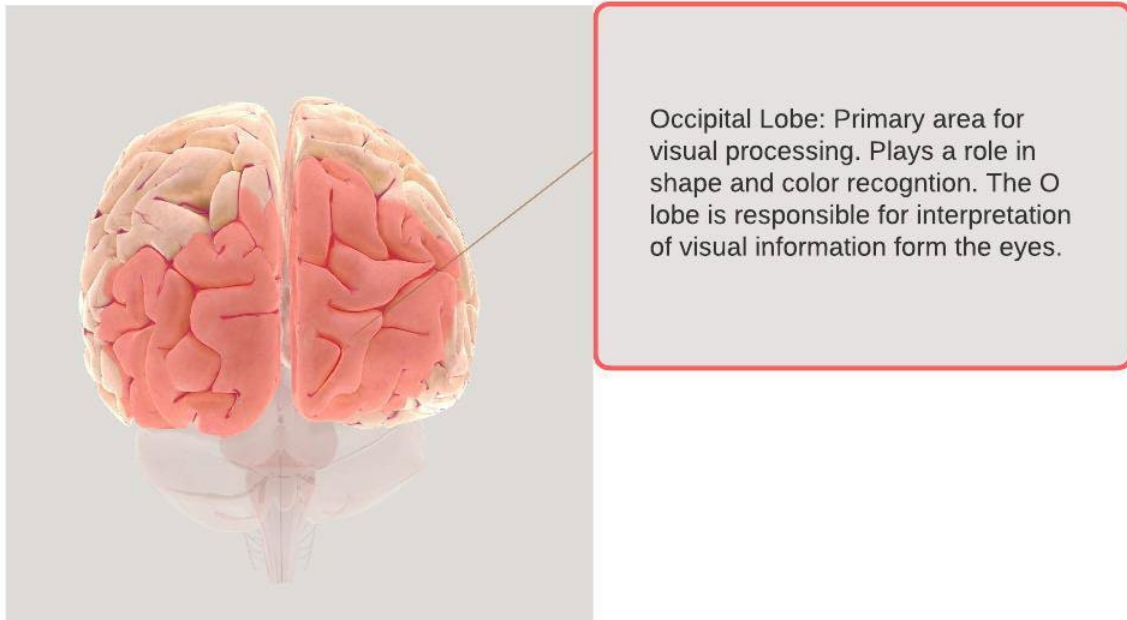 Occipital Lobe: Primary area for
visual processing. Plays a role in
shape and color recogntion. The O
lobe is responsible for interpretation
of visual information form the eyes.